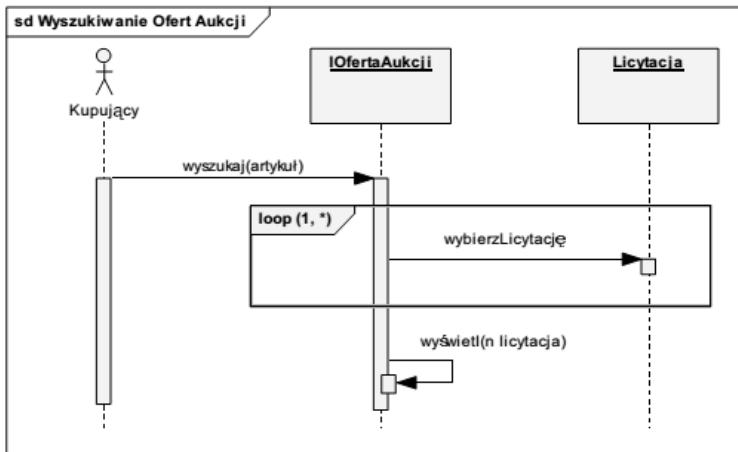 sd Wyszukiwanie Ofert Aukcji
Kupujący
IOfertaAukcji
Licytacja
wyszukaj(artykuł)
loop (1, *)
wybierzLicytację
wyświetl(n licytacja)